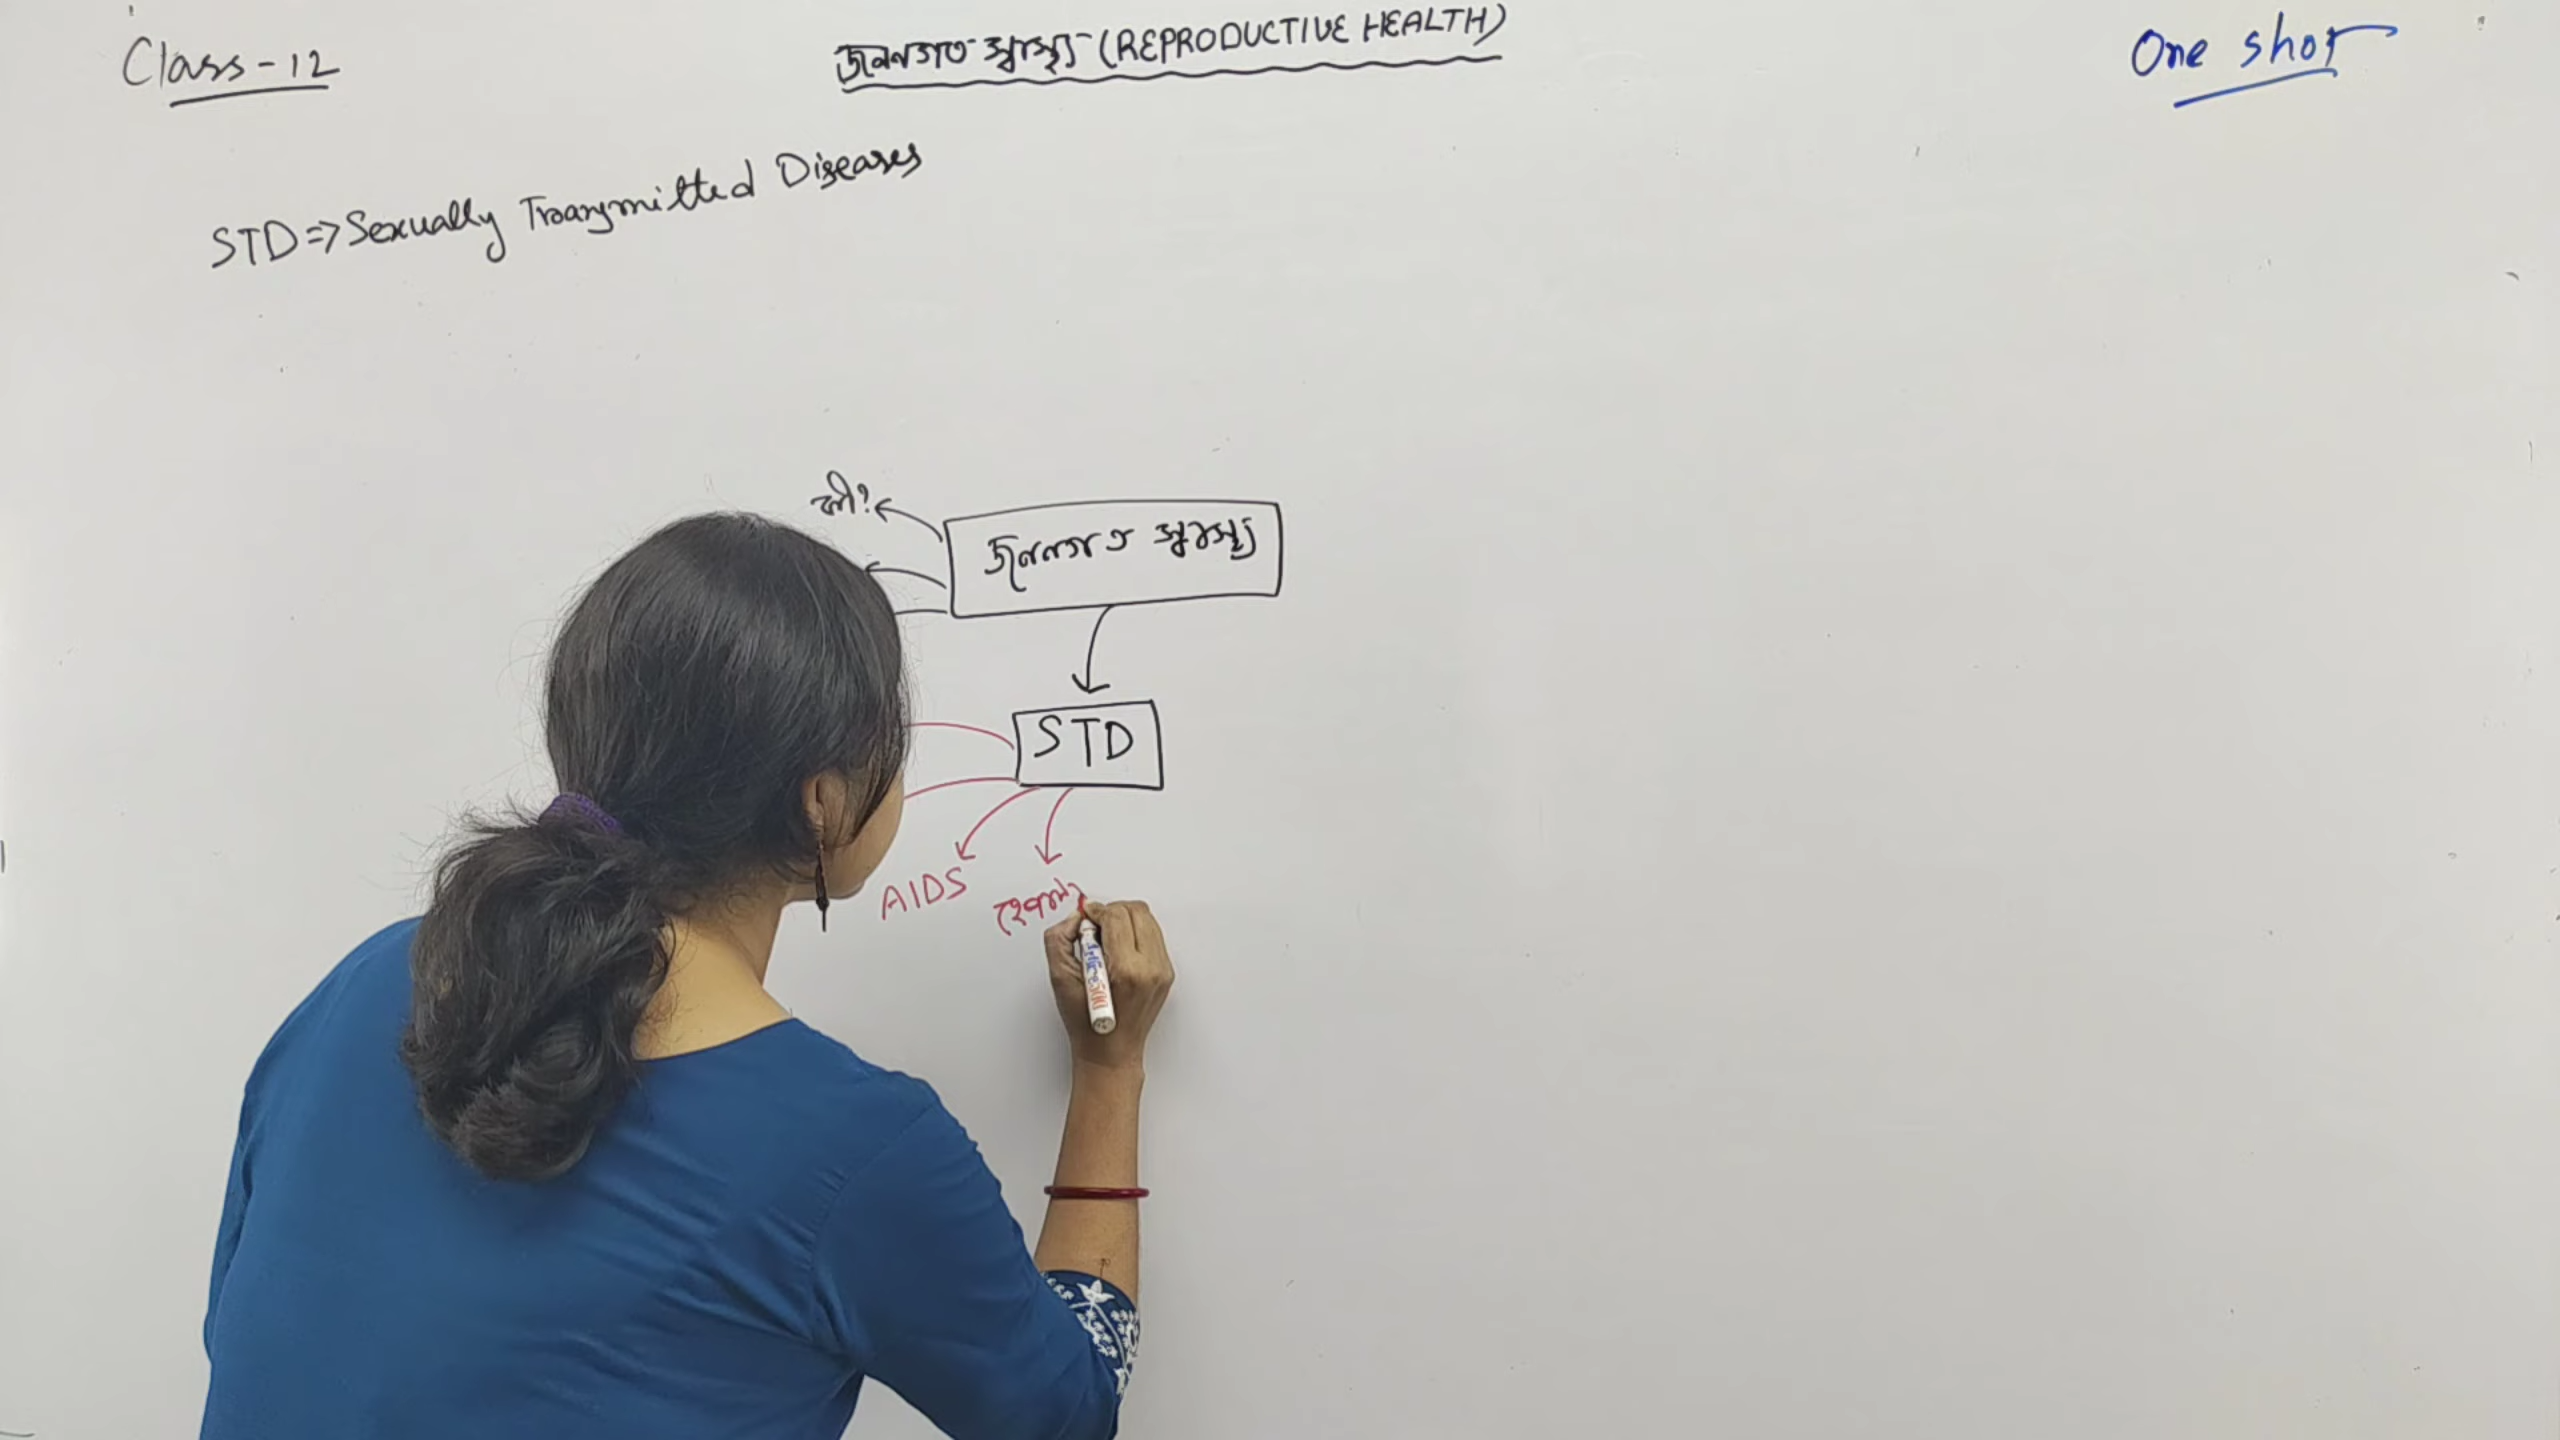 Class-12
জননগত স্বাস্থ্য (REPRODUCTIVE HEALTH)
One shot
STD => Sexually Transmitted Diseases
কী?
জননগত স্বাস্থ্য
STD
AIDS